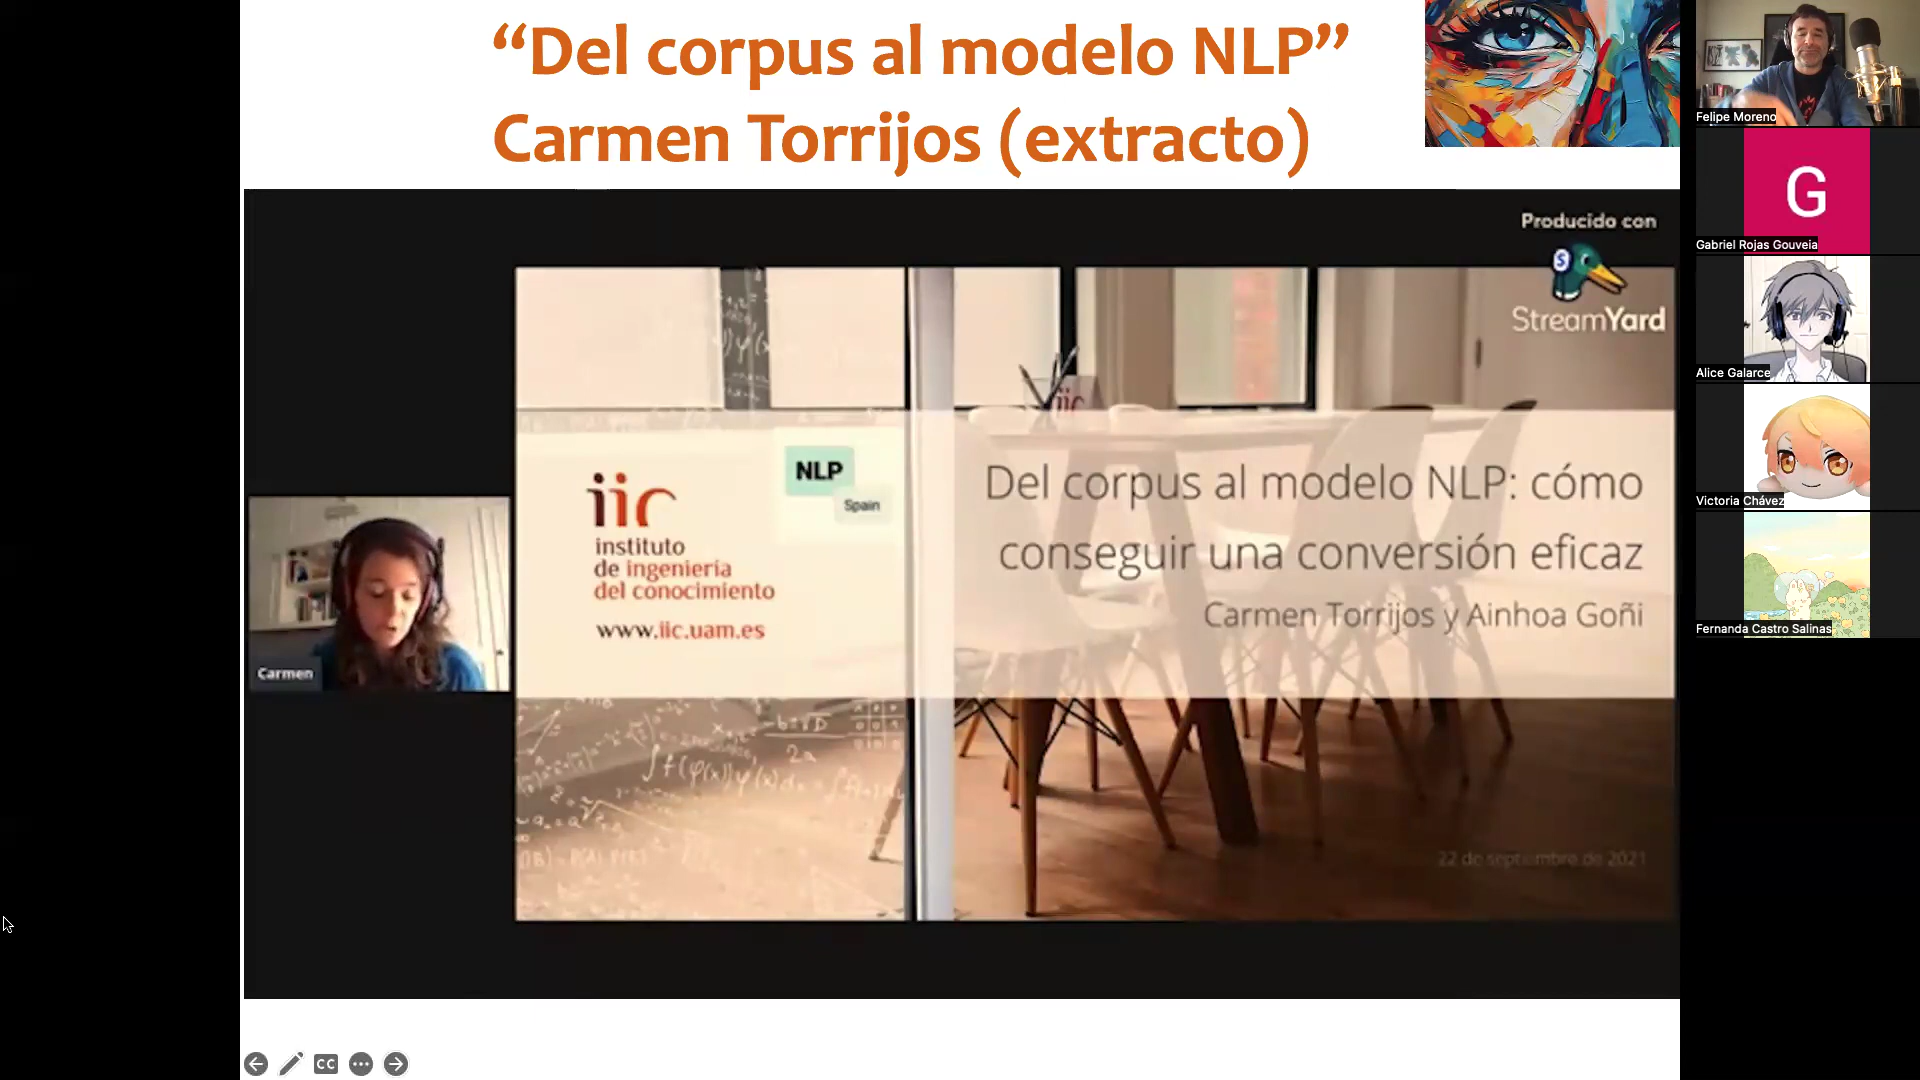 “Del corpus al modelo NLP”
Carmen Torrijos (extracto)
Producido con
StreamYard
S
iic
NLP
Spain
iic
instituto
de ingeniería
del conocimiento
www.iic.uam.es
Del corpus al modelo NLP: cómo
conseguir una conversión eficaz
Carmen Torrijos y Ainhoa Goñi
22 de septiembre de 2021
Carmen
CC
Felipe Moreno
G
Gabriel Rojas Gouveia
Alice Galarce
Victoria Chávez
Fernanda Castro Salinas